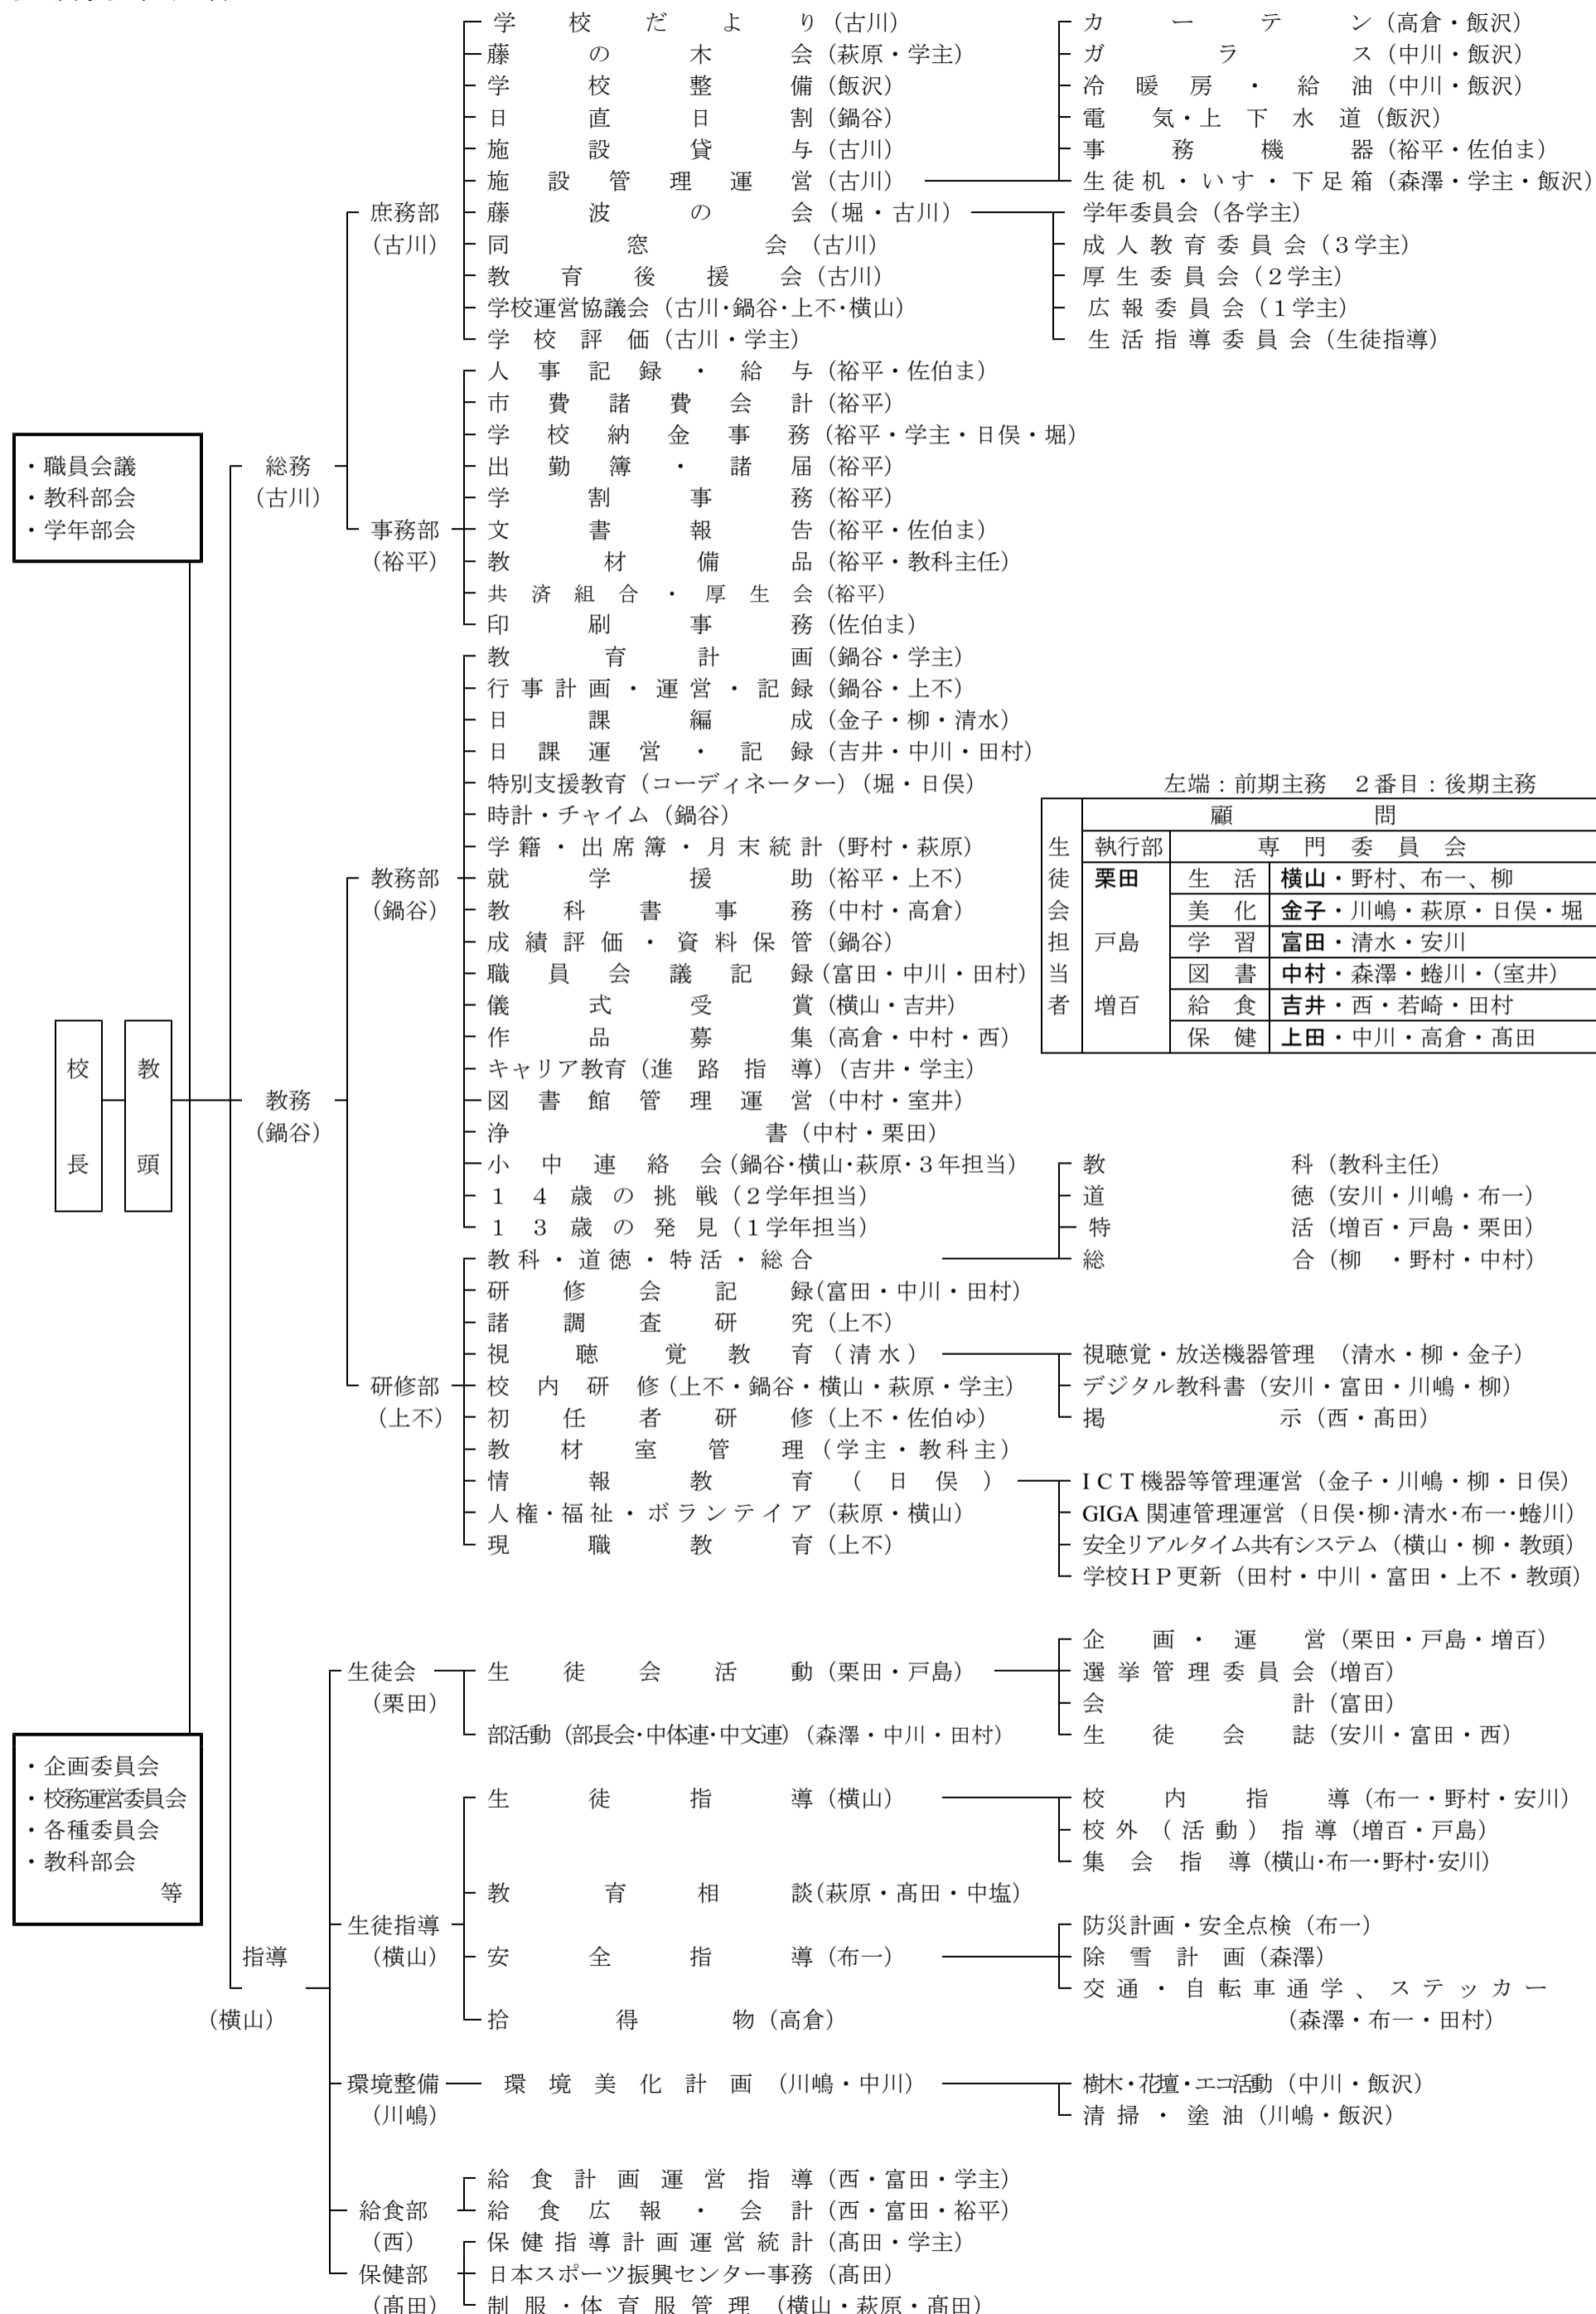 学校だより（古川）
藤の木会（萩原・学主）
学校整備（飯沢）
日直日割（鍋谷）
施設貸与（古川）
施設管理運営（古川）
カーテン（高倉・飯沢）
ガラス（中川・飯沢）
冷暖房・給油（中川・飯沢）
電気・上下水道（飯沢）
事務機器（裕平・佐伯ま）
生徒机・いす・下足箱（森澤・学主・飯沢）
庶務部
（古川）
藤波の会（堀・古川）
同窓会（古川）
教育後援会（古川）
学校運営協議会（古川・鍋谷・上不・横山）
学校評価（古川・学主）
学年委員会（各学主）
成人教育委員会（３学主）
厚生委員会（２学主）
広報委員会（１学主）
生活指導委員会（生徒指導）
・職員会議
・教科部会
・学年部会
総務
（古川）
事務部
（裕平）
人事記録・給与（裕平・佐伯ま）
市費諸費会計（裕平）
学校納金事務（裕平・学主・日俣・堀）
出勤簿・諸届（裕平）
学割事務（裕平）
文書報告（裕平・佐伯ま）
教材備品（裕平・教科主任）
共済組合・厚生会（裕平）
印刷事務（佐伯ま）
校長
教頭
教務
（鍋谷）
教務部
（鍋谷）
教育計画（鍋谷・学主）
行事計画・運営・記録（鍋谷・上不）
日課編成（金子・柳・清水）
日課運営・記録（吉井・中川・田村）
特別支援教育（コーディネーター）（堀・日俣）
時計・チャイム（鍋谷）
学籍・出席簿・月末統計（野村・萩原）
就学援助（裕平・上不）
教科書事務（中村・高倉）
成績評価・資料保管（鍋谷）
職員会議記録（富田・中川・田村）
儀式受賞（横山・吉井）
作品募集（高倉・中村・西）
キャリア教育（進路指導）（吉井・学主）
図書館管理運営（中村・室井）
浄書（中村・栗田）
小中連絡会（鍋谷・横山・萩原・３年担当）
１４歳の挑戦（２学年担当）
１３歳の発見（１学年担当）
左端：前期主務　２番目：後期主務
生徒会担当者
顧問
執行部　専門委員会
栗田　生活　横山・野村、布一、柳
美化　金子・川嶋・萩原・日俣・堀
戸島　学習　富田・清水・安川
図書　中村・森澤・蜷川・（室井）
増百　給食　吉井・西・若崎・田村
保健　上田・中川・高倉・髙田
研修部
（上不）
教科・道徳・特活・総合
研修会記録（富田・中川・田村）
諸調査研究（上不）
視聴覚教育（清水）
校内研修（上不・鍋谷・横山・萩原・学主）
初任者研修（上不・佐伯ゆ）
教材室管理（学主・教科主）
情報教育（日俣）
人権・福祉・ボランテイア（萩原・横山）
現職教育（上不）
教科（教科主任）
道徳（安川・川嶋・布一）
特活（増百・戸島・栗田）
総合（柳　・野村・中村）
視聴覚・放送機器管理　（清水・柳・金子）
デジタル教科書（安川・富田・川嶋・柳）
掲示（西・髙田）
ＩＣＴ機器等管理運営（金子・川嶋・柳・日俣）
GIGA 関連管理運営（日俣・柳・清水・布一・蜷川）
安全リアルタイム共有システム（横山・柳・教頭）
学校ＨＰ更新（田村・中川・富田・上不・教頭）
・企画委員会
・校務運営委員会
・各種委員会
・教科部会
等
指導
（横山）
生徒会
（栗田）
生徒会活動（栗田・戸島）
部活動（部長会・中体連・中文連）（森澤・中川・田村）
企画・運営（栗田・戸島・増百）
選挙管理委員会（増百）
会計（富田）
生徒会誌（安川・富田・西）
生徒指導
（横山）
生徒指導（横山）
校内指導（布一・野村・安川）
校外（活動）指導（増百・戸島）
集会指導（横山・布一・野村・安川）
教育相談（萩原・髙田・中塩）
安全指導（布一）
防災計画・安全点検（布一）
除雪計画（森澤）
交通・自転車通学、ステッカー
（森澤・布一・田村）
拾得物（高倉）
環境整備
（川嶋）
環境美化計画（川嶋・中川）
樹木・花壇・エコ活動（中川・飯沢）
清掃・塗油（川嶋・飯沢）
給食部
（西）
給食計画運営指導（西・富田・学主）
給食広報・会計（西・富田・裕平）
保健部
（髙田）
保健指導計画運営統計（髙田・学主）
日本スポーツ振興センター事務（髙田）
制服・体育服管理　（横山・萩原・髙田）